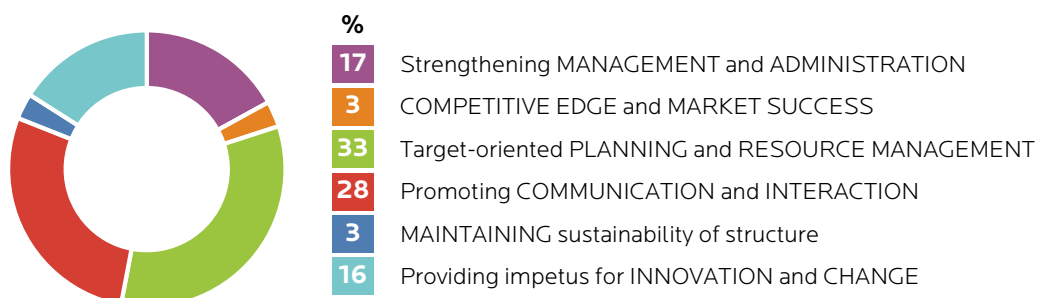 %
17 Strengthening MANAGEMENT and ADMINISTRATION
3 COMPETITIVE EDGE and MARKET SUCCESS
33 Target-oriented PLANNING and RESOURCE MANAGEMENT
28 Promoting COMMUNICATION and INTERACTION
3 MAINTAINING sustainability of structure
16 Providing impetus for INNOVATION and CHANGE